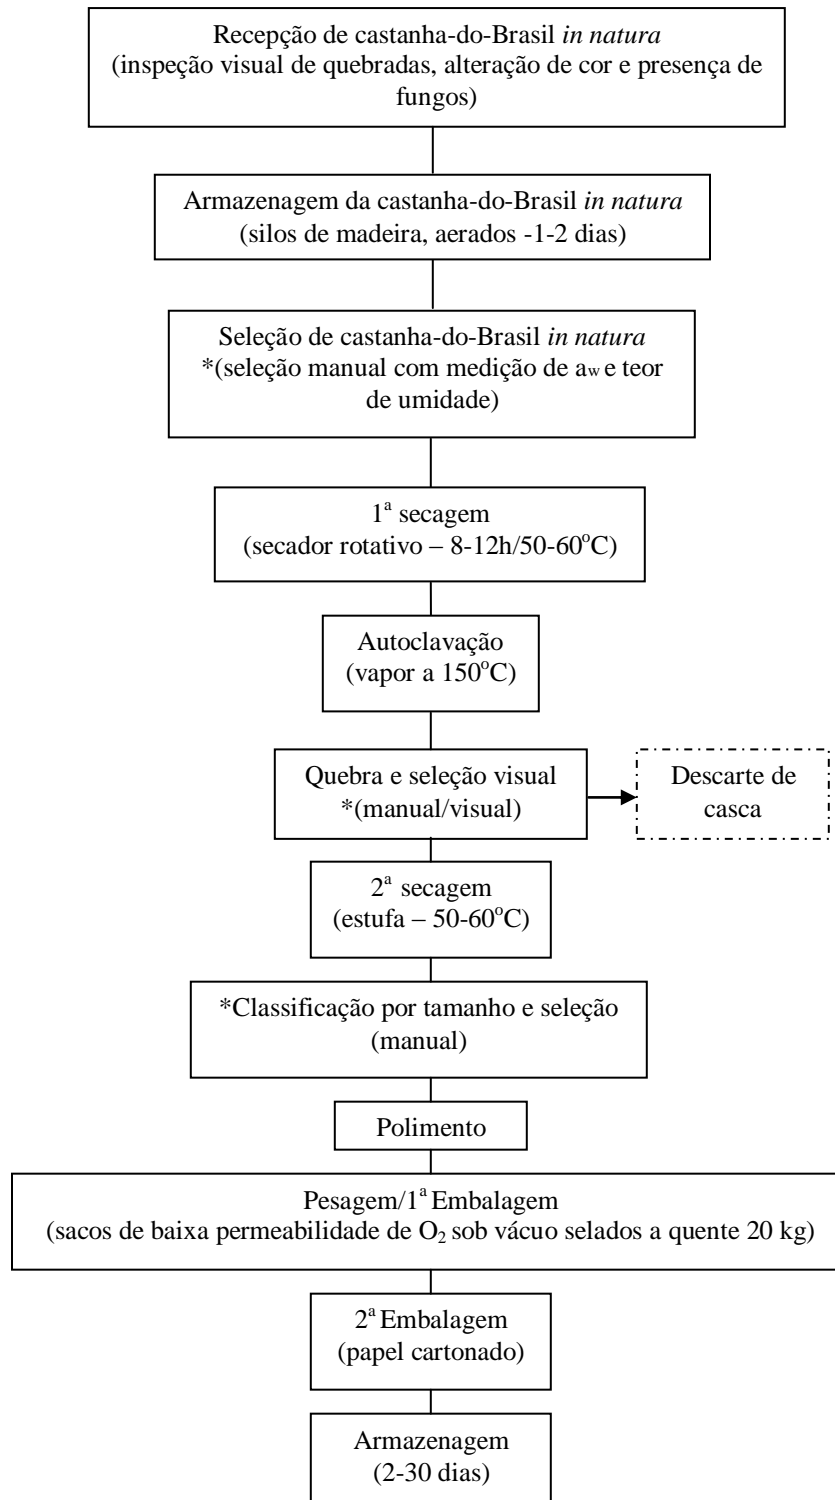 Recepção de castanha-do-Brasil in natura
(inspeção visual de quebradas, alteração de cor e presença de
fungos)
Armazenagem da castanha-do-Brasil in natura
(silos de madeira, aerados -1-2 dias)
Seleção de castanha-do-Brasil in natura
*(seleção manual com medição de aw e teor
de umidade)
1ª secagem
(secador rotativo – 8-12h/50-60°C)
Autoclavação
(vapor a 150°C)
Quebra e seleção visual
*(manual/visual)
Descarte de
casca
2ª secagem
(estufa – 50-60°C)
*Classificação por tamanho e seleção
(manual)
Polimento
Pesagem/1ª Embalagem
(sacos de baixa permeabilidade de O₂ sob vácuo selados a quente 20 kg)
2ª Embalagem
(papel cartonado)
Armazenagem
(2-30 dias)